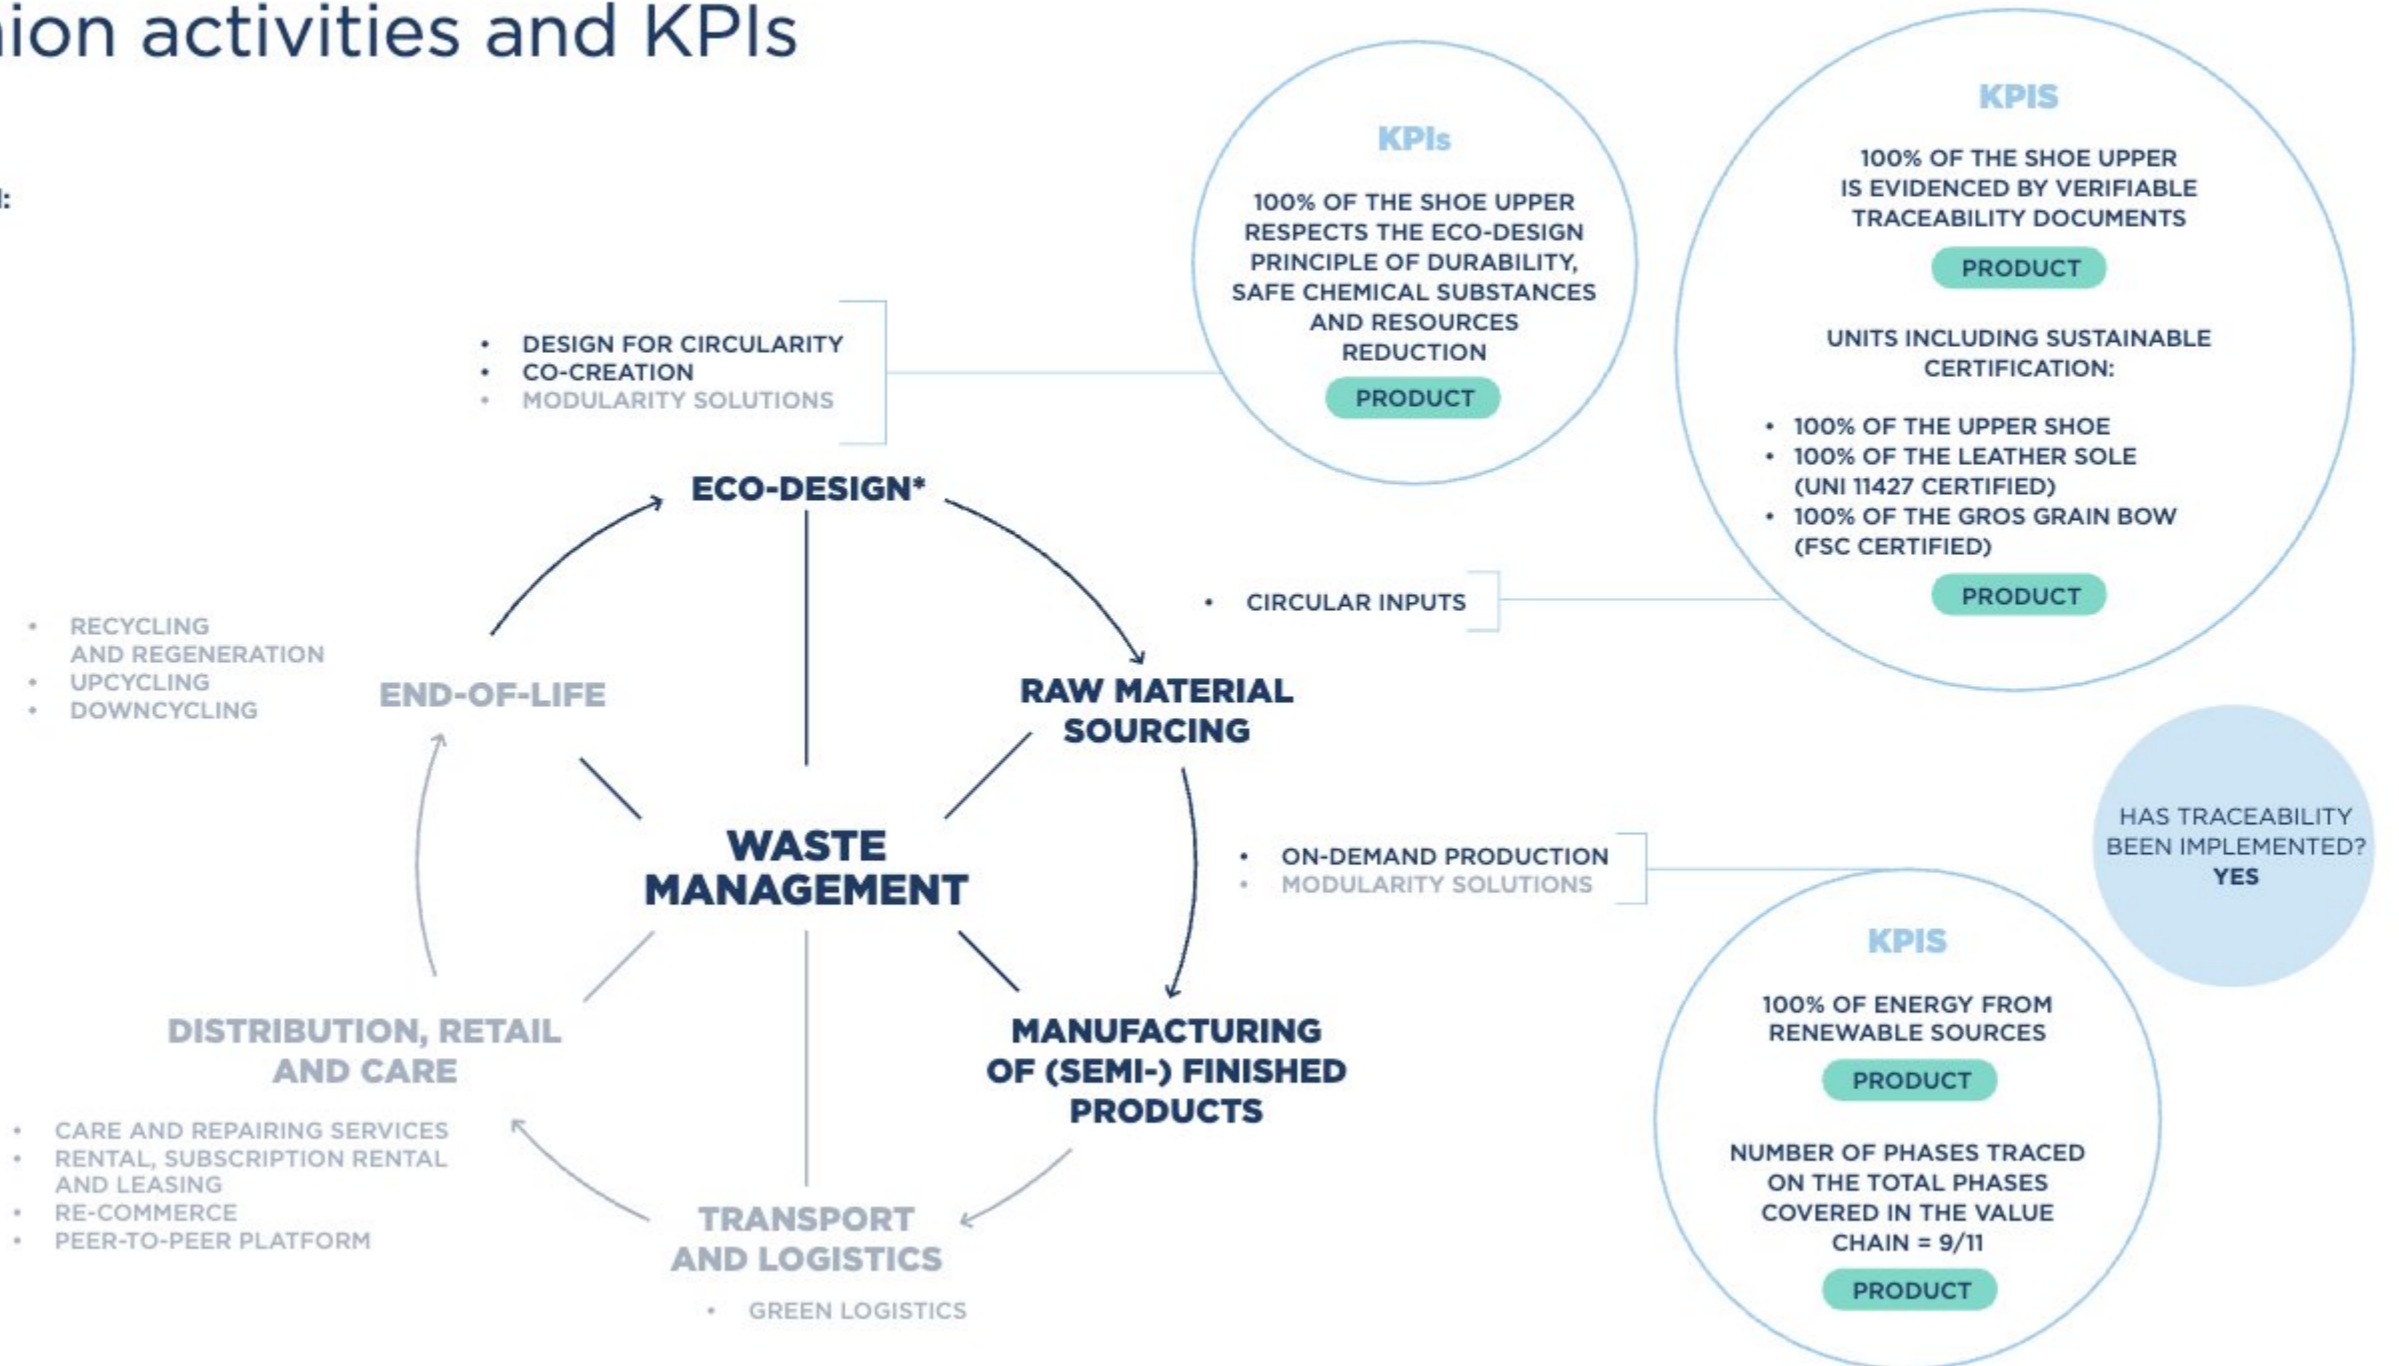 ion activities and KPIs
:
KPIs
100% OF THE SHOE UPPER
RESPECTS THE ECO-DESIGN
PRINCIPLE OF DURABILITY,
SAFE CHEMICAL SUBSTANCES
AND RESOURCES
REDUCTION
PRODUCT
KPIS
100% OF THE SHOE UPPER
IS EVIDENCED BY VERIFIABLE
TRACEABILITY DOCUMENTS
PRODUCT
UNITS INCLUDING SUSTAINABLE
CERTIFICATION:
• 100% OF THE UPPER SHOE
• 100% OF THE LEATHER SOLE
(UNI 11427 CERTIFIED)
• 100% OF THE GROS GRAIN BOW
(FSC CERTIFIED)
PRODUCT
• DESIGN FOR CIRCULARITY
• CO-CREATION
• MODULARITY SOLUTIONS
ECO-DESIGN*
• CIRCULAR INPUTS
RAW MATERIAL
SOURCING
• RECYCLING
AND REGENERATION
• UPCYCLING
• DOWNCYCLING
END-OF-LIFE
WASTE
MANAGEMENT
• ON-DEMAND PRODUCTION
• MODULARITY SOLUTIONS
HAS TRACEABILITY
BEEN IMPLEMENTED?
YES
KPIS
100% OF ENERGY FROM
RENEWABLE SOURCES
PRODUCT
NUMBER OF PHASES TRACED
ON THE TOTAL PHASES
COVERED IN THE VALUE
CHAIN = 9/11
PRODUCT
MANUFACTURING
OF (SEMI-) FINISHED
PRODUCTS
DISTRIBUTION, RETAIL
AND CARE
• CARE AND REPAIRING SERVICES
• RENTAL, SUBSCRIPTION RENTAL
AND LEASING
• RE-COMMERCE
• PEER-TO-PEER PLATFORM
TRANSPORT
AND LOGISTICS
• GREEN LOGISTICS